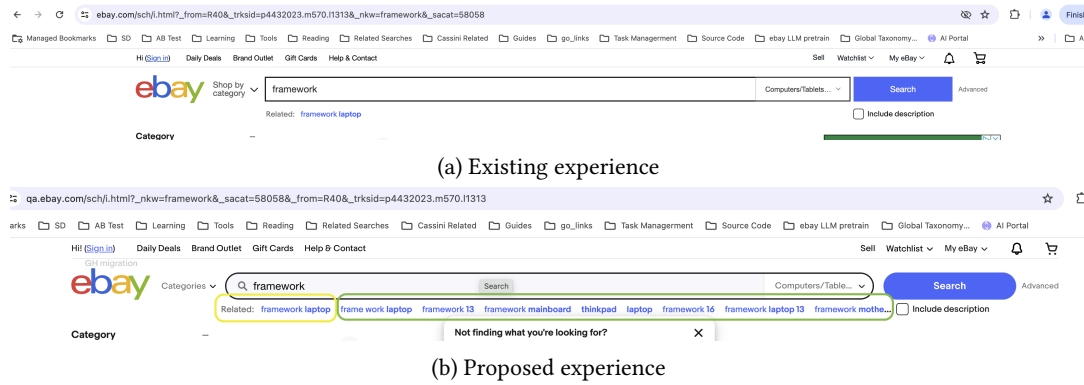 ebay.com/sch/i.html?_from=R40&_trksid=p4432023.m570.l1313&_nkw=framework&_sacat=58058 Finish
Managed Bookmarks SD AB Test Learning Tools Reading Related Searches Cassini Related Guides go_links Task Managerment Source Code ebay LLM pretrain Global Taxonomy... AI Portal » A
Hi (Sign in) Daily Deals Brand Outlet Gift Cards Help & Contact Sell Watchlist My eBay
ebay Shop by category framework Computers/Tablets... Search Advanced
Related: framework laptop Include description
Category
(a) Existing experience
qa.ebay.com/sch/i.html?_nkw=framework&_sacat=58058&_from=R40&_trksid=p4432023.m570.l1313
arks SD AB Test Learning Tools Reading Related Searches Cassini Related Guides go_links Task Managerment Source Code ebay LLM pretrain Global Taxonomy... AI Portal
Hi! (Sign in) Daily Deals Brand Outlet Gift Cards Help & Contact Sell Watchlist My eBay
GH migration
ebay Categories framework Search Computers/Table... Search Advanced
Related: framework laptop frame work laptop framework 13 framework mainboard thinkpad laptop framework 16 framework laptop 13 framework mothe... Include description
Category Not finding what you're looking for? X
(b) Proposed experience